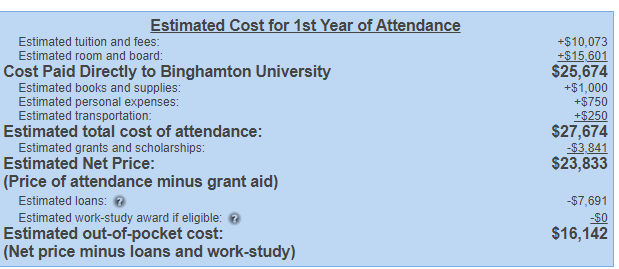 Estimated Cost for 1st Year of Attendance
Estimated tuition and fees: +$10,073
Estimated room and board: +$15,601
Cost Paid Directly to Binghamton University $25,674
Estimated books and supplies: +$1,000
Estimated personal expenses: +$750
Estimated transportation: +$250
Estimated total cost of attendance: $27,674
Estimated grants and scholarships: -$3,841
Estimated Net Price: $23,833
(Price of attendance minus grant aid)
Estimated loans: ? -$7,691
Estimated work-study award if eligible: ? -$0
Estimated out-of-pocket cost: $16,142
(Net price minus loans and work-study)